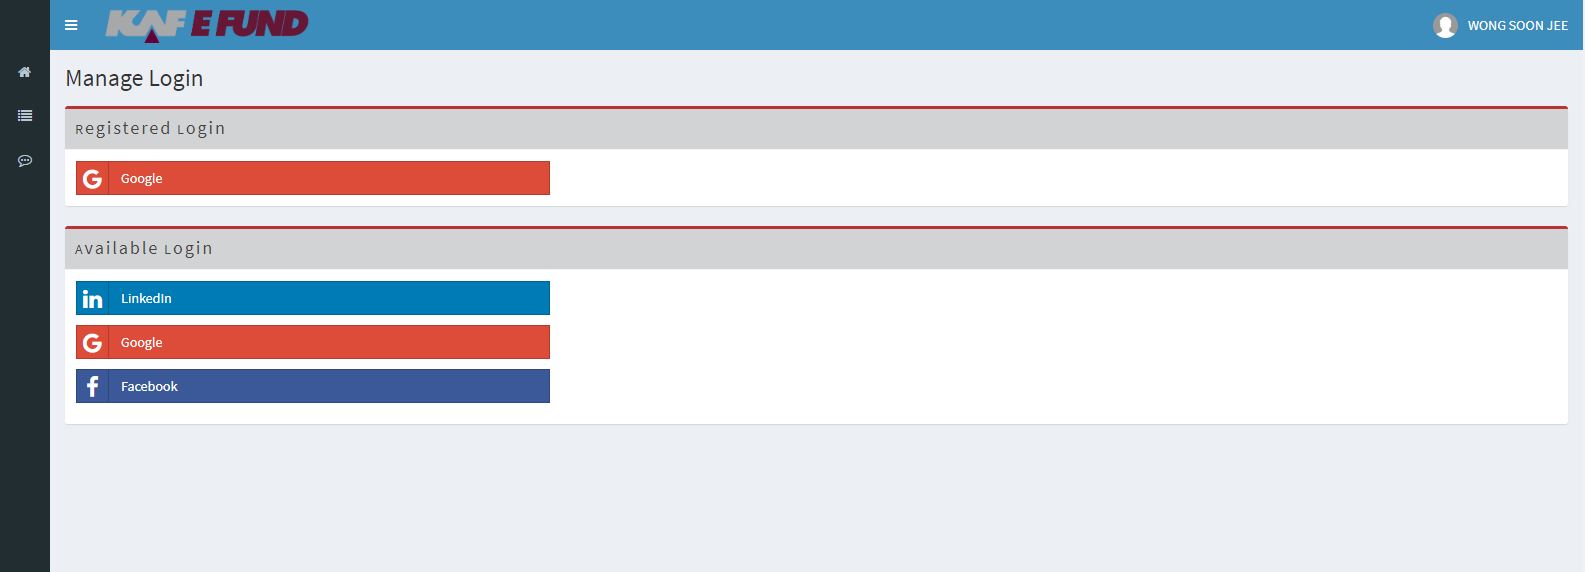 KAF E FUND
WONG SOON JEE
Manage Login
Registered Login
Google
Available Login
LinkedIn
Google
Facebook